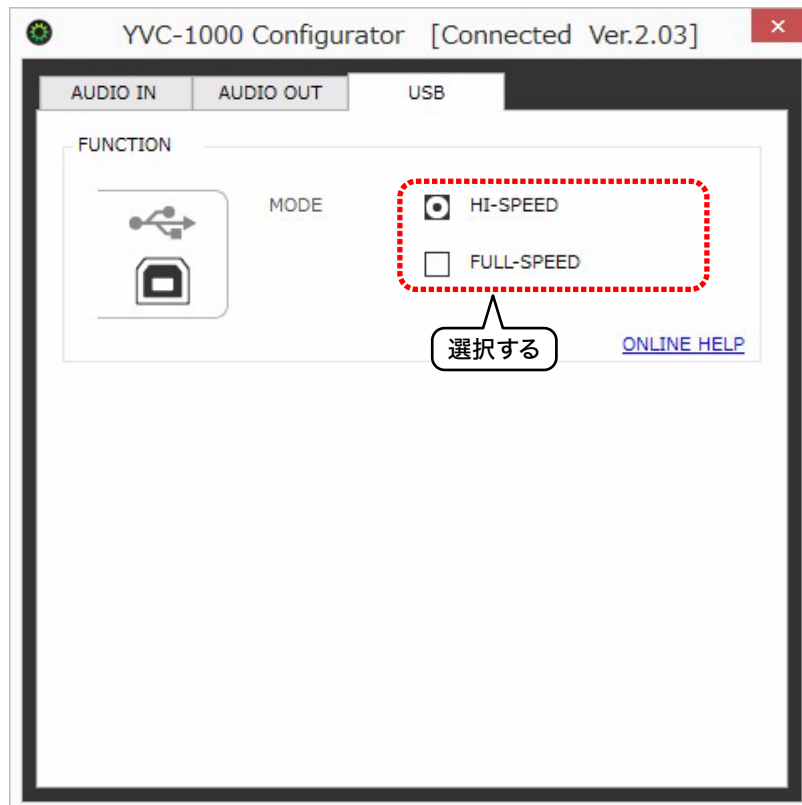 YVC-1000 Configurator [Connected Ver.2.03]
AUDIO IN AUDIO OUT USB
FUNCTION
MODE
HI-SPEED
FULL-SPEED
選択する
ONLINE HELP